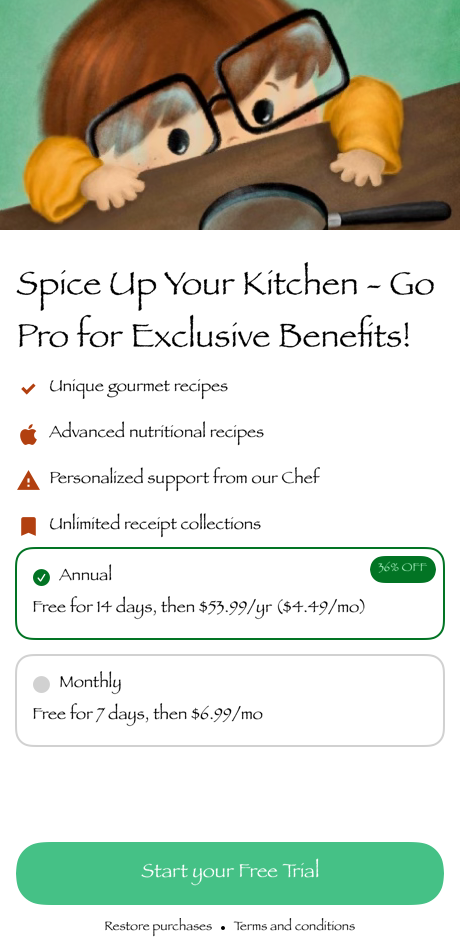 Spice Up Your Kitchen - Go
Pro for Exclusive Benefits!
Unique gourmet recipes
Advanced nutritional recipes
Personalized support from our Chef
Unlimited receipt collections
Annual
36% OFF
Free for 14 days, then $53.99/yr ($4.49/mo)
Monthly
Free for 7 days, then $6.99/mo
Start your Free Trial
Restore purchases • Terms and conditions